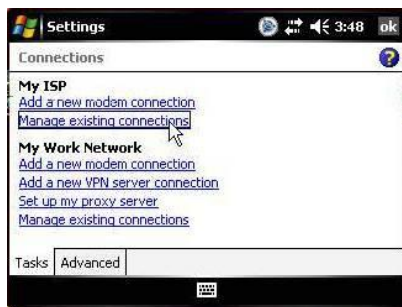 Settings 3:48 ok
Connections
My ISP
Add a new modem connection
Manage existing connections
My Work Network
Add a new modem connection
Add a new VPN server connection
Set up my proxy server
Manage existing connections
Tasks Advanced